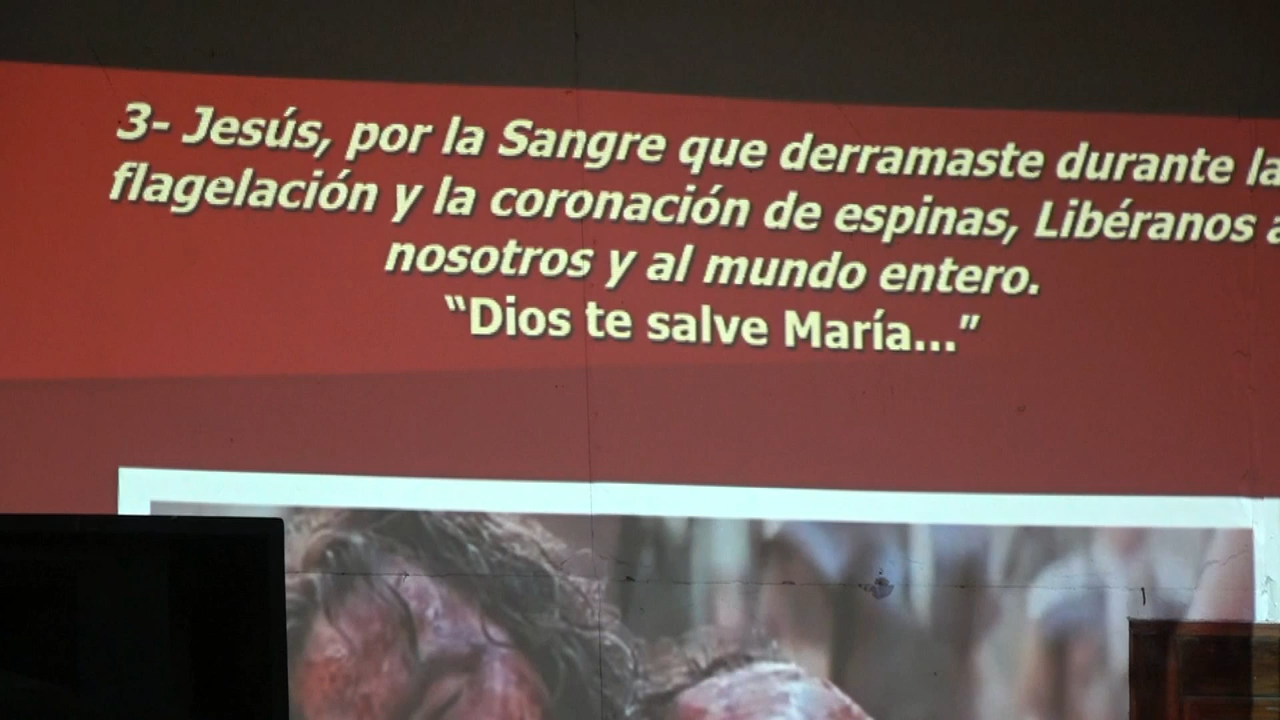 3- Jesús, por la Sangre que derramaste durante la
flagelación y la coronación de espinas, Libéranos a
nosotros y al mundo entero.
“Dios te salve María...”